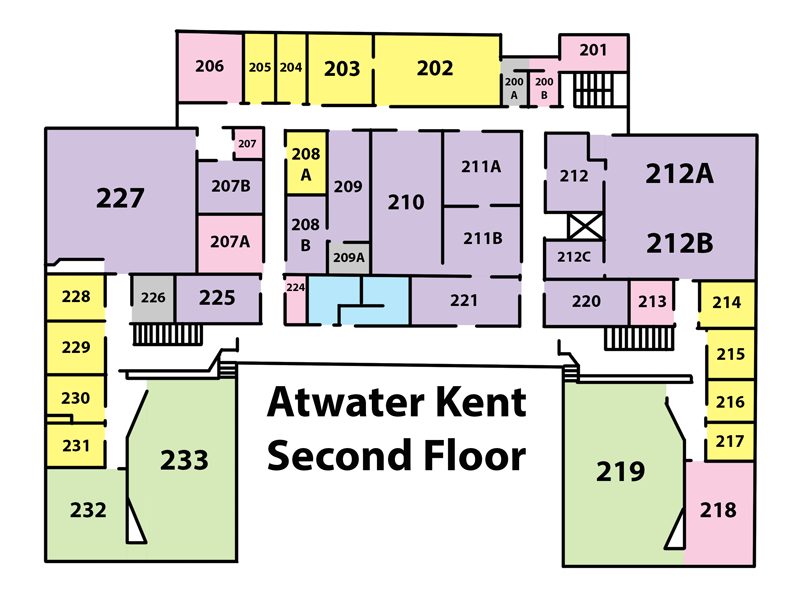 201
206
205
204
203
202
200
A
200
B
207
208
A
207B
209
210
211A
212
212A
227
207A
208
B
211B
212B
209A
212C
228
226
225
224
221
220
213
214
229
215
230
216
Atwater Kent
231
217
Second Floor
233
219
232
218